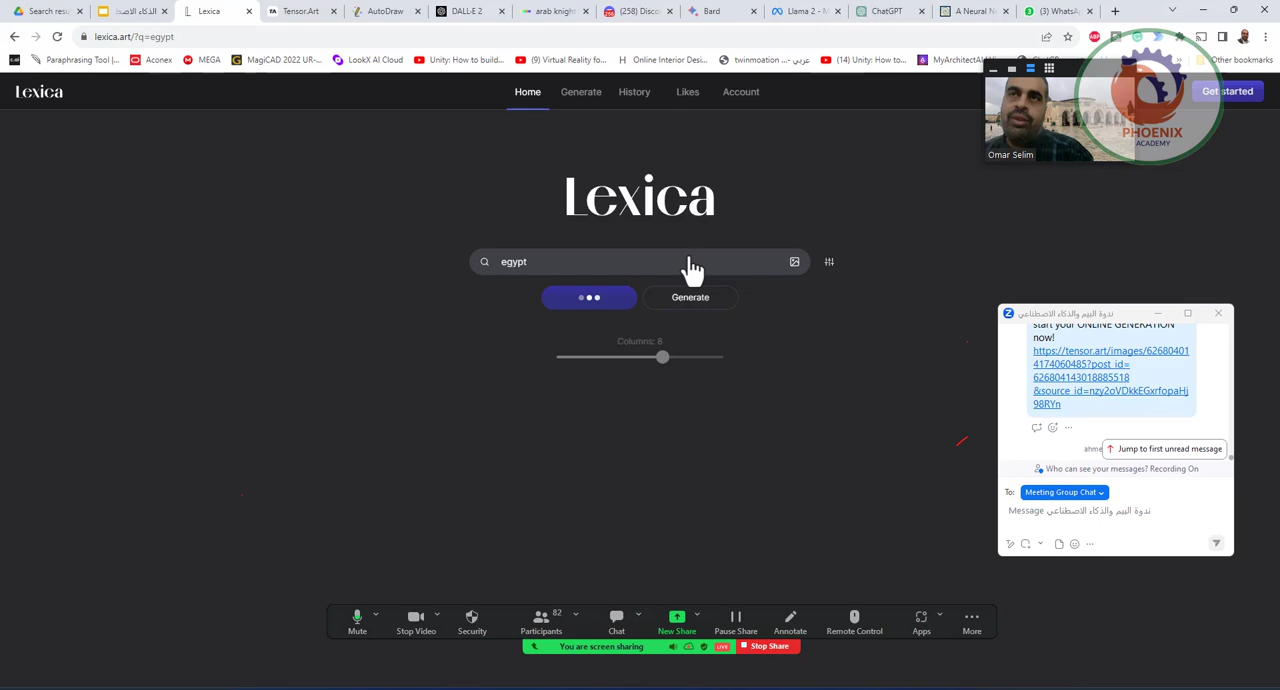 Search resu
الذكاء الاصط
Lexica
Tensor.Art
AutoDraw
DALL·E 2
arab knight
(258) Disco
Bard
Llama 2 - M
ChatGPT
A Neural N
(3) WhatsA
lexica.art/?q=egypt
Paraphrasing Tool |...
Aconex
MEGA
MagiCAD 2022 UR-...
LookX AI Cloud
Unity: How to build...
(9) Virtual Reality fo...
Online Interior Desi...
twinmoation ...عربي -
(14) Unity: How to...
MyArchitectAI
Other bookmarks
Lexica
Home
Generate
History
Likes
Account
Get started
PHOENIX
ACADEMY
Omar Selim
Lexica
egypt
Generate
Columns: 8
ندوة البيم والذكاء الاصطناعي
start your ONLINE GENERATION
now!
https://tensor.art/images/62680401
4174060485?post_id=
626804143018885518
&source_id=nzy2oVDkkEGxrfopaHj
98RYn
ahme
Jump to first unread message
Who can see your messages? Recording On
To:
Meeting Group Chat
Message ندوة البيم والذكاء الاصطناعي
Mute
Stop Video
Security
Participants
82
Chat
New Share
Pause Share
Annotate
Remote Control
Apps
More
You are screen sharing
LIVE
Stop Share